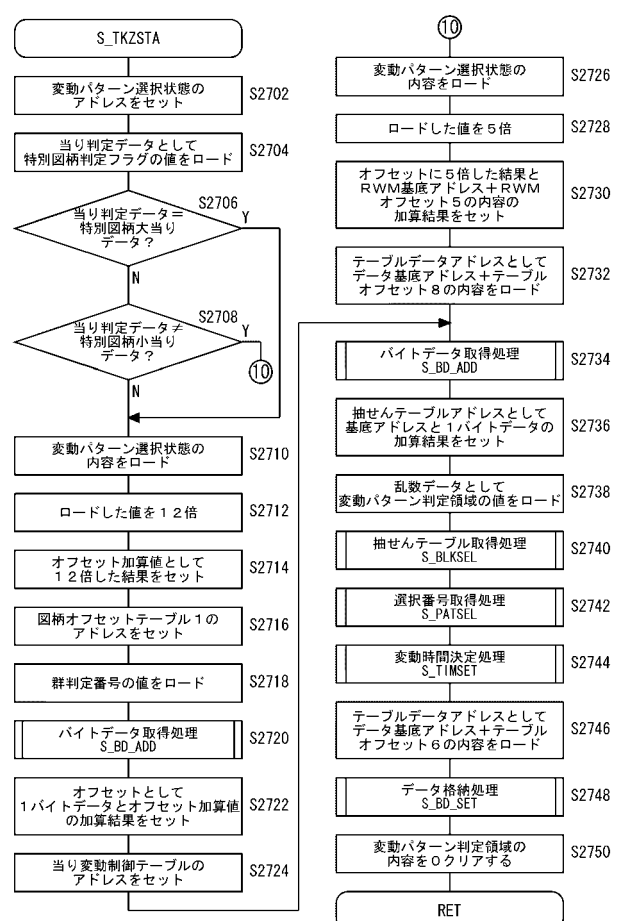 S_TKZSTA
変動パターン選択状態の
アドレスをセット
S2702
当り判定データとして
特別図柄判定フラグの値をロード
S2704
S2706
当り判定データ＝
特別図柄大当り
データ？
Y
N
S2708
当り判定データ≠
特別図柄小当り
データ？
Y
10
N
変動パターン選択状態の
内容をロード
S2710
ロードした値を１２倍
S2712
オフセット加算値として
１２倍した結果をセット
S2714
図柄オフセットテーブル１の
アドレスをセット
S2716
群判定番号の値をロード
S2718
バイトデータ取得処理
S_BD_ADD
S2720
オフセットとして
１バイトデータとオフセット加算値
の加算結果をセット
S2722
当り変動制御テーブルの
アドレスをセット
S2724
10
変動パターン選択状態の
内容をロード
S2726
ロードした値を５倍
S2728
オフセットに５倍した結果と
ＲＷＭ基底アドレス＋ＲＷＭ
オフセット５の内容の
加算結果をセット
S2730
テーブルデータアドレスとして
データ基底アドレス＋テーブル
オフセット８の内容をロード
S2732
バイトデータ取得処理
S_BD_ADD
S2734
抽せんテーブルアドレスとして
基底アドレスと１バイトデータの
加算結果をセット
S2736
乱数データとして
変動パターン判定領域の値をロード
S2738
抽せんテーブル取得処理
S_BLKSEL
S2740
選択番号取得処理
S_PATSEL
S2742
変動時間決定処理
S_TIMSET
S2744
テーブルデータアドレスとして
データ基底アドレス＋テーブル
オフセット６の内容をロード
S2746
データ格納処理
S_BD_SET
S2748
変動パターン判定領域の
内容を０クリアする
S2750
RET